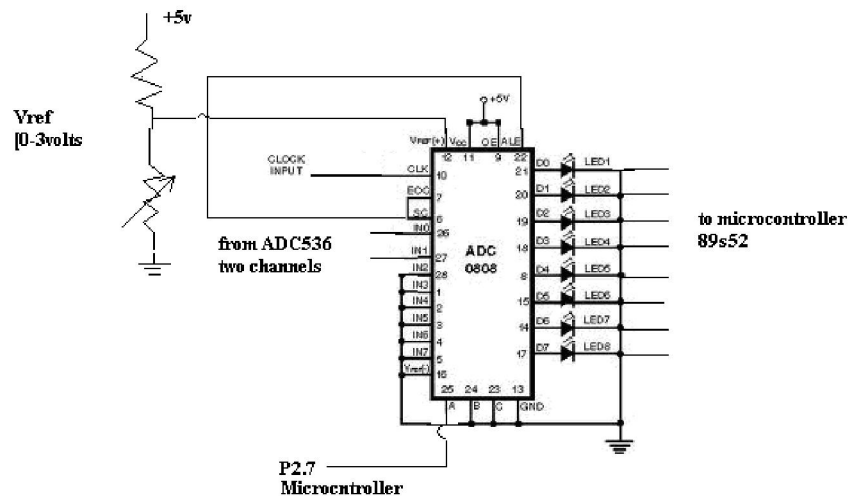 +5v
Vref
[0-3volts
+5V
Vref(+) Vcc OE ALE
12 11 9 22
CLOCK
INPUT
CLK
10
EOC
7
SC
6
IN0
26
from ADC536
two channels
IN1
27
IN2
28
IN3
1
IN4
2
IN5
3
IN6
4
IN7
5
Vref(-)
16
ADC
0808
D0 LED1
21
D1 LED2
20
D2 LED3
19
D3 LED4
18
D4 LED5
8
D5 LED6
15
D6 LED7
14
D7 LED8
17
to microcontroller
89s52
25 24 23 13
A B C GND
P2.7
Microcntroller